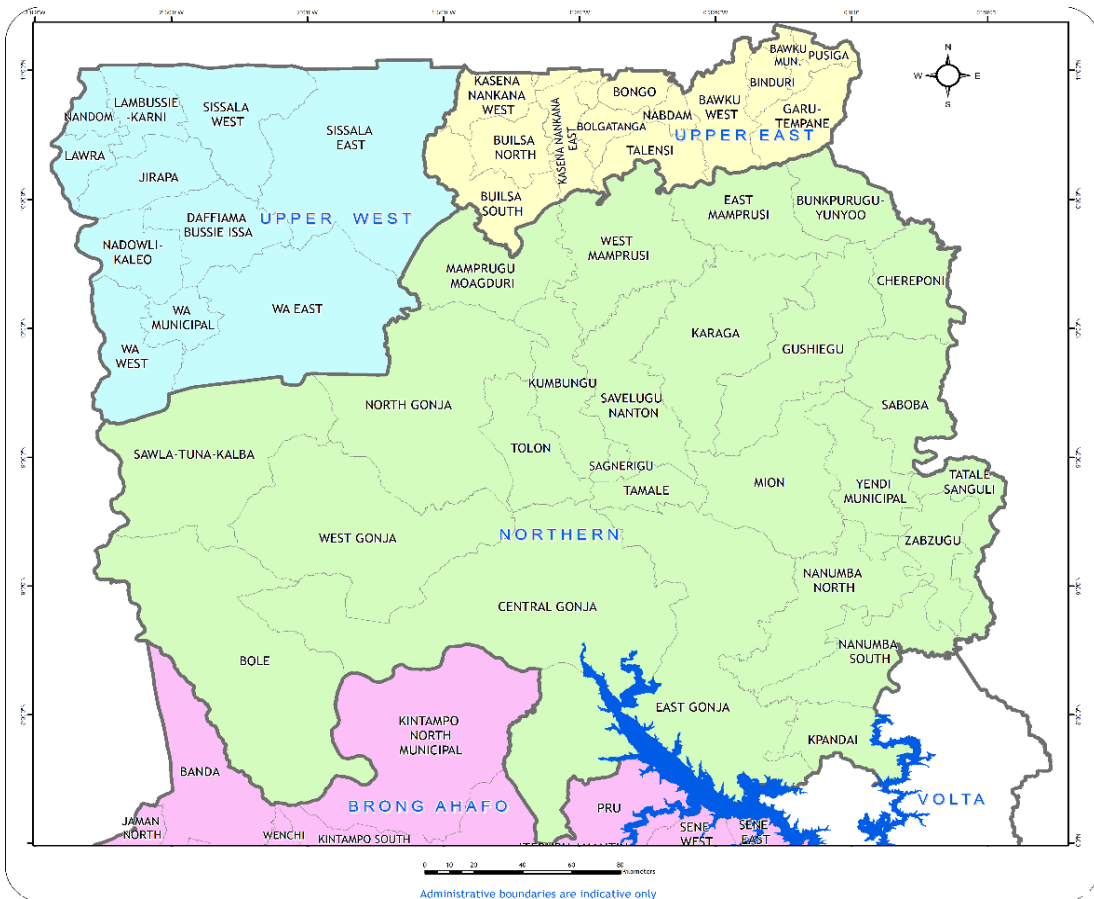 N
W E
S
BAWKU
MUN.
PUSIGA
BINDURI
KASENA
NANKANA
WEST
BONGO
BAWKU
WEST
GARU-
TEMPANE
NABDAM
BOLGATANGA
KASENA NANKANA
EAST
UPPER EAST
TALENSI
BUILSA
NORTH
BUILSA
SOUTH
LAMBUSSIE
-KARNI
SISSALA
WEST
NANDOM
SISSALA
EAST
LAWRA
JIRAPA
DAFFIAMA
BUSSIE ISSA
UPPER WEST
NADOWLI-
KALEO
WA
MUNICIPAL
WA EAST
WA
WEST
EAST
MAMPRUSI
BUNKPURUGU-
YUNYOO
WEST
MAMPRUSI
MAMPRUGU
MOAGDURI
CHEREPONI
KARAGA
GUSHIEGU
KUMBUNGU
SAVELUGU
NANTON
NORTH GONJA
SABOBA
TOLON
SAWLA-TUNA-KALBA
SAGNERIGU
TAMALE
MION
YENDI
MUNICIPAL
TATALE
SANGULI
WEST GONJA
NORTHERN
ZABZUGU
NANUMBA
NORTH
CENTRAL GONJA
NANUMBA
SOUTH
BOLE
EAST GONJA
KINTAMPO
NORTH
MUNICIPAL
KPANDAI
BANDA
BRONG AHAFO
PRU
VOLTA
JAMAN
NORTH
WENCHI
KINTAMPO SOUTH
SENE
WEST
SENE
EAST
0 10 20 40 60 80
Kilometers
Administrative boundaries are indicative only